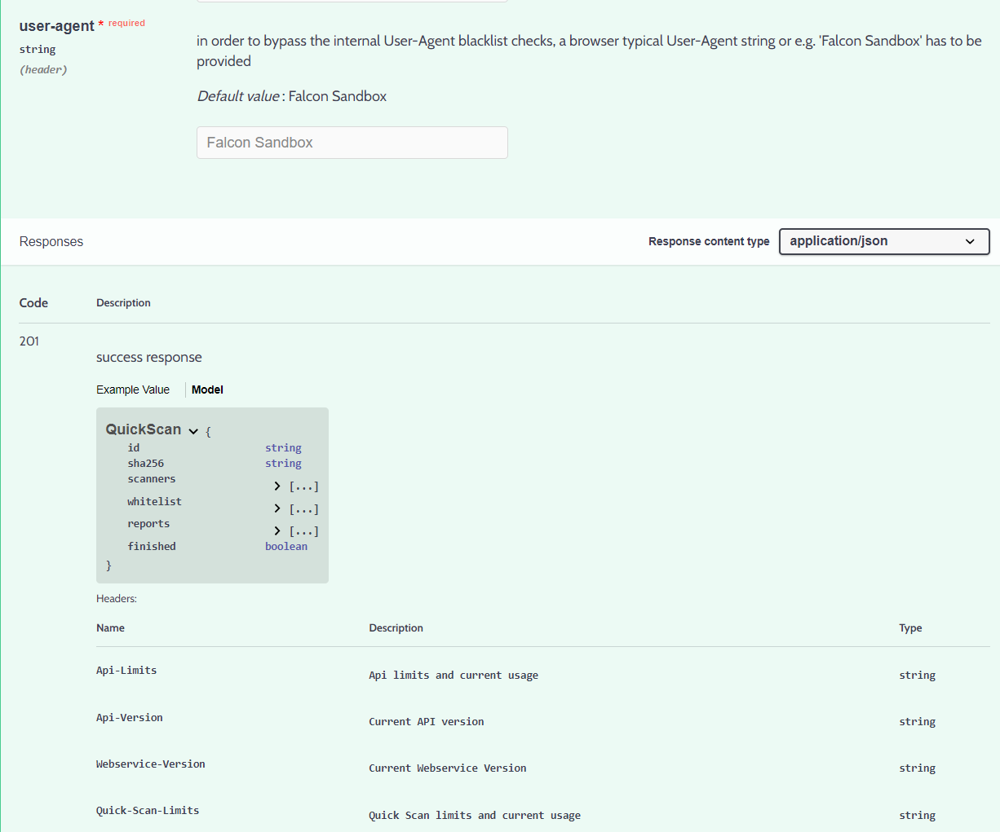 user-agent * required
string
(header)
in order to bypass the internal User-Agent blacklist checks, a browser typical User-Agent string or e.g. 'Falcon Sandbox' has to be
provided
Default value : Falcon Sandbox
Falcon Sandbox
Responses
Response content type application/json
Code Description
201
success response
Example Value Model
QuickScan {
id string
sha256 string
scanners [...]
whitelist [...]
reports [...]
finished boolean
}
Headers:
Name Description Type
Api-Limits Api limits and current usage string
Api-Version Current API version string
Webservice-Version Current Webservice Version string
Quick-Scan-Limits Quick Scan limits and current usage string